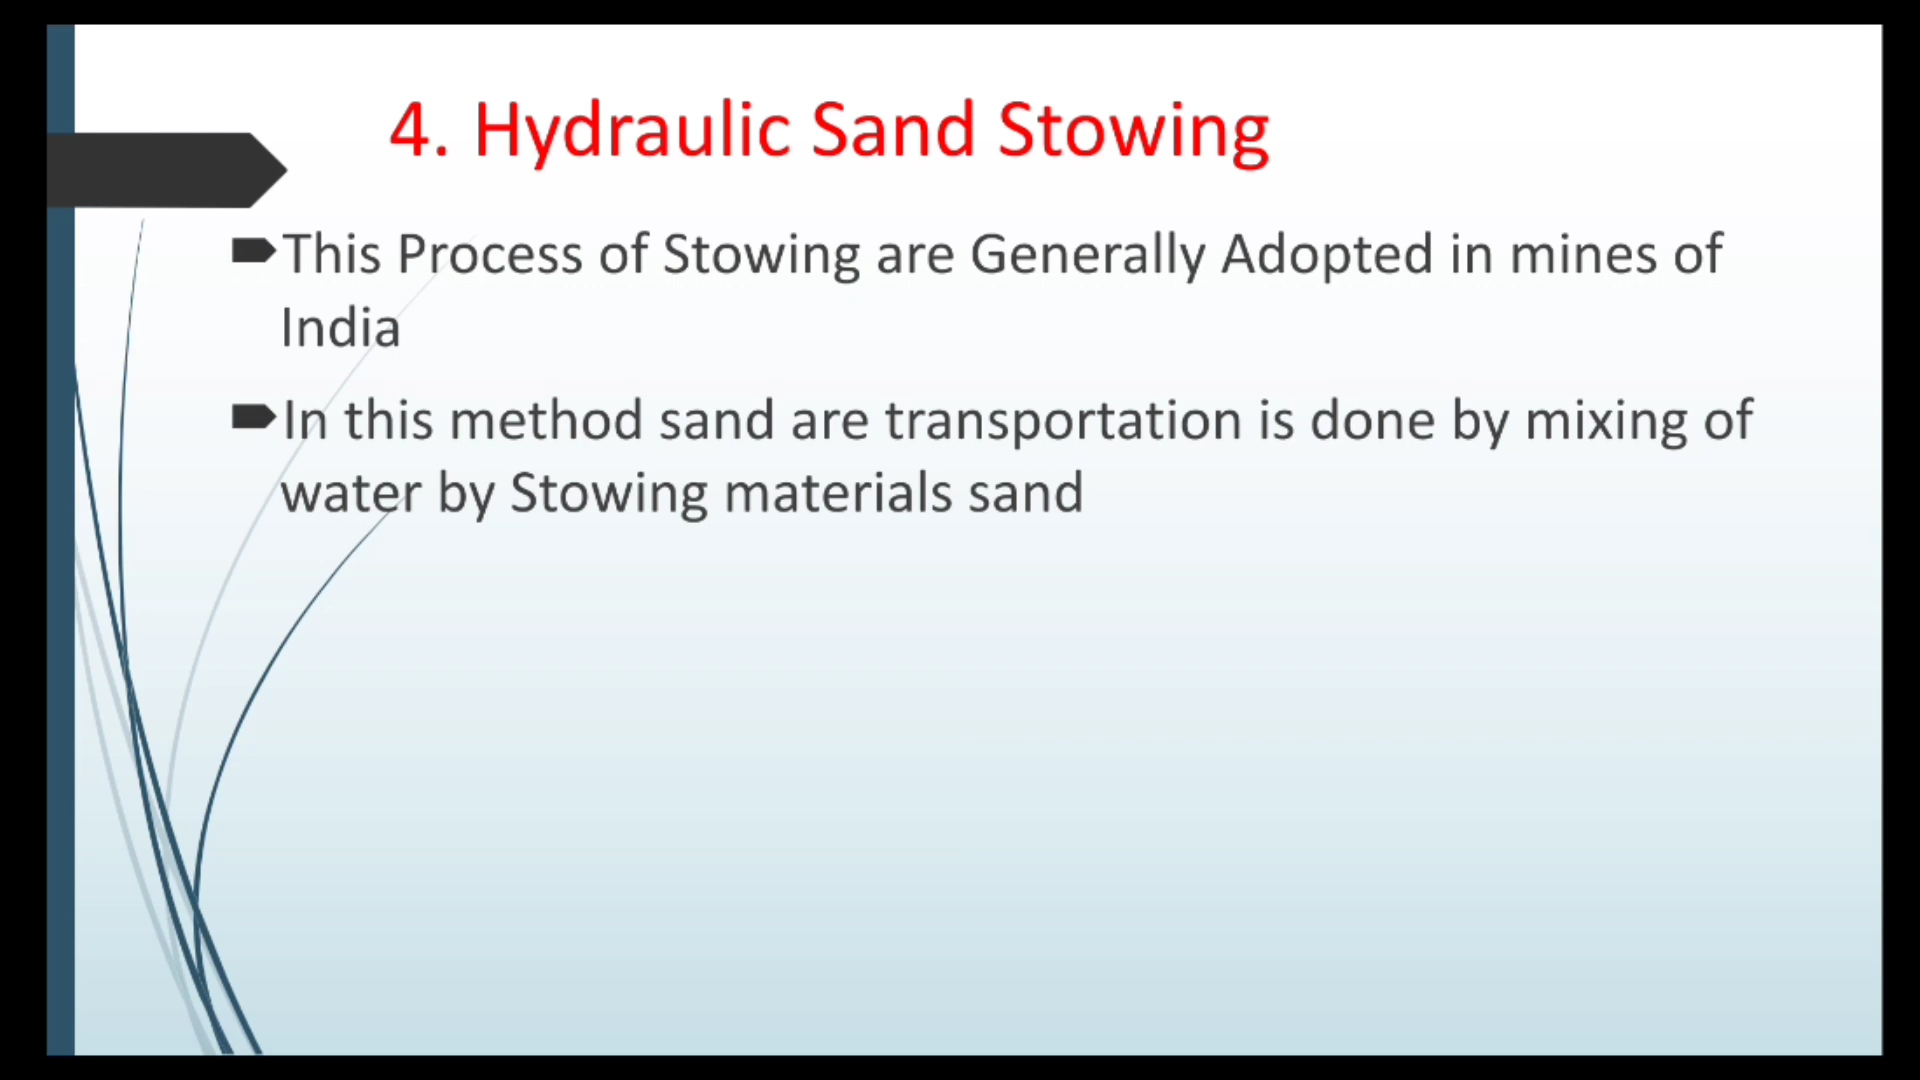 4. Hydraulic Sand Stowing
This Process of Stowing are Generally Adopted in mines of
India
In this method sand are transportation is done by mixing of
water by Stowing materials sand